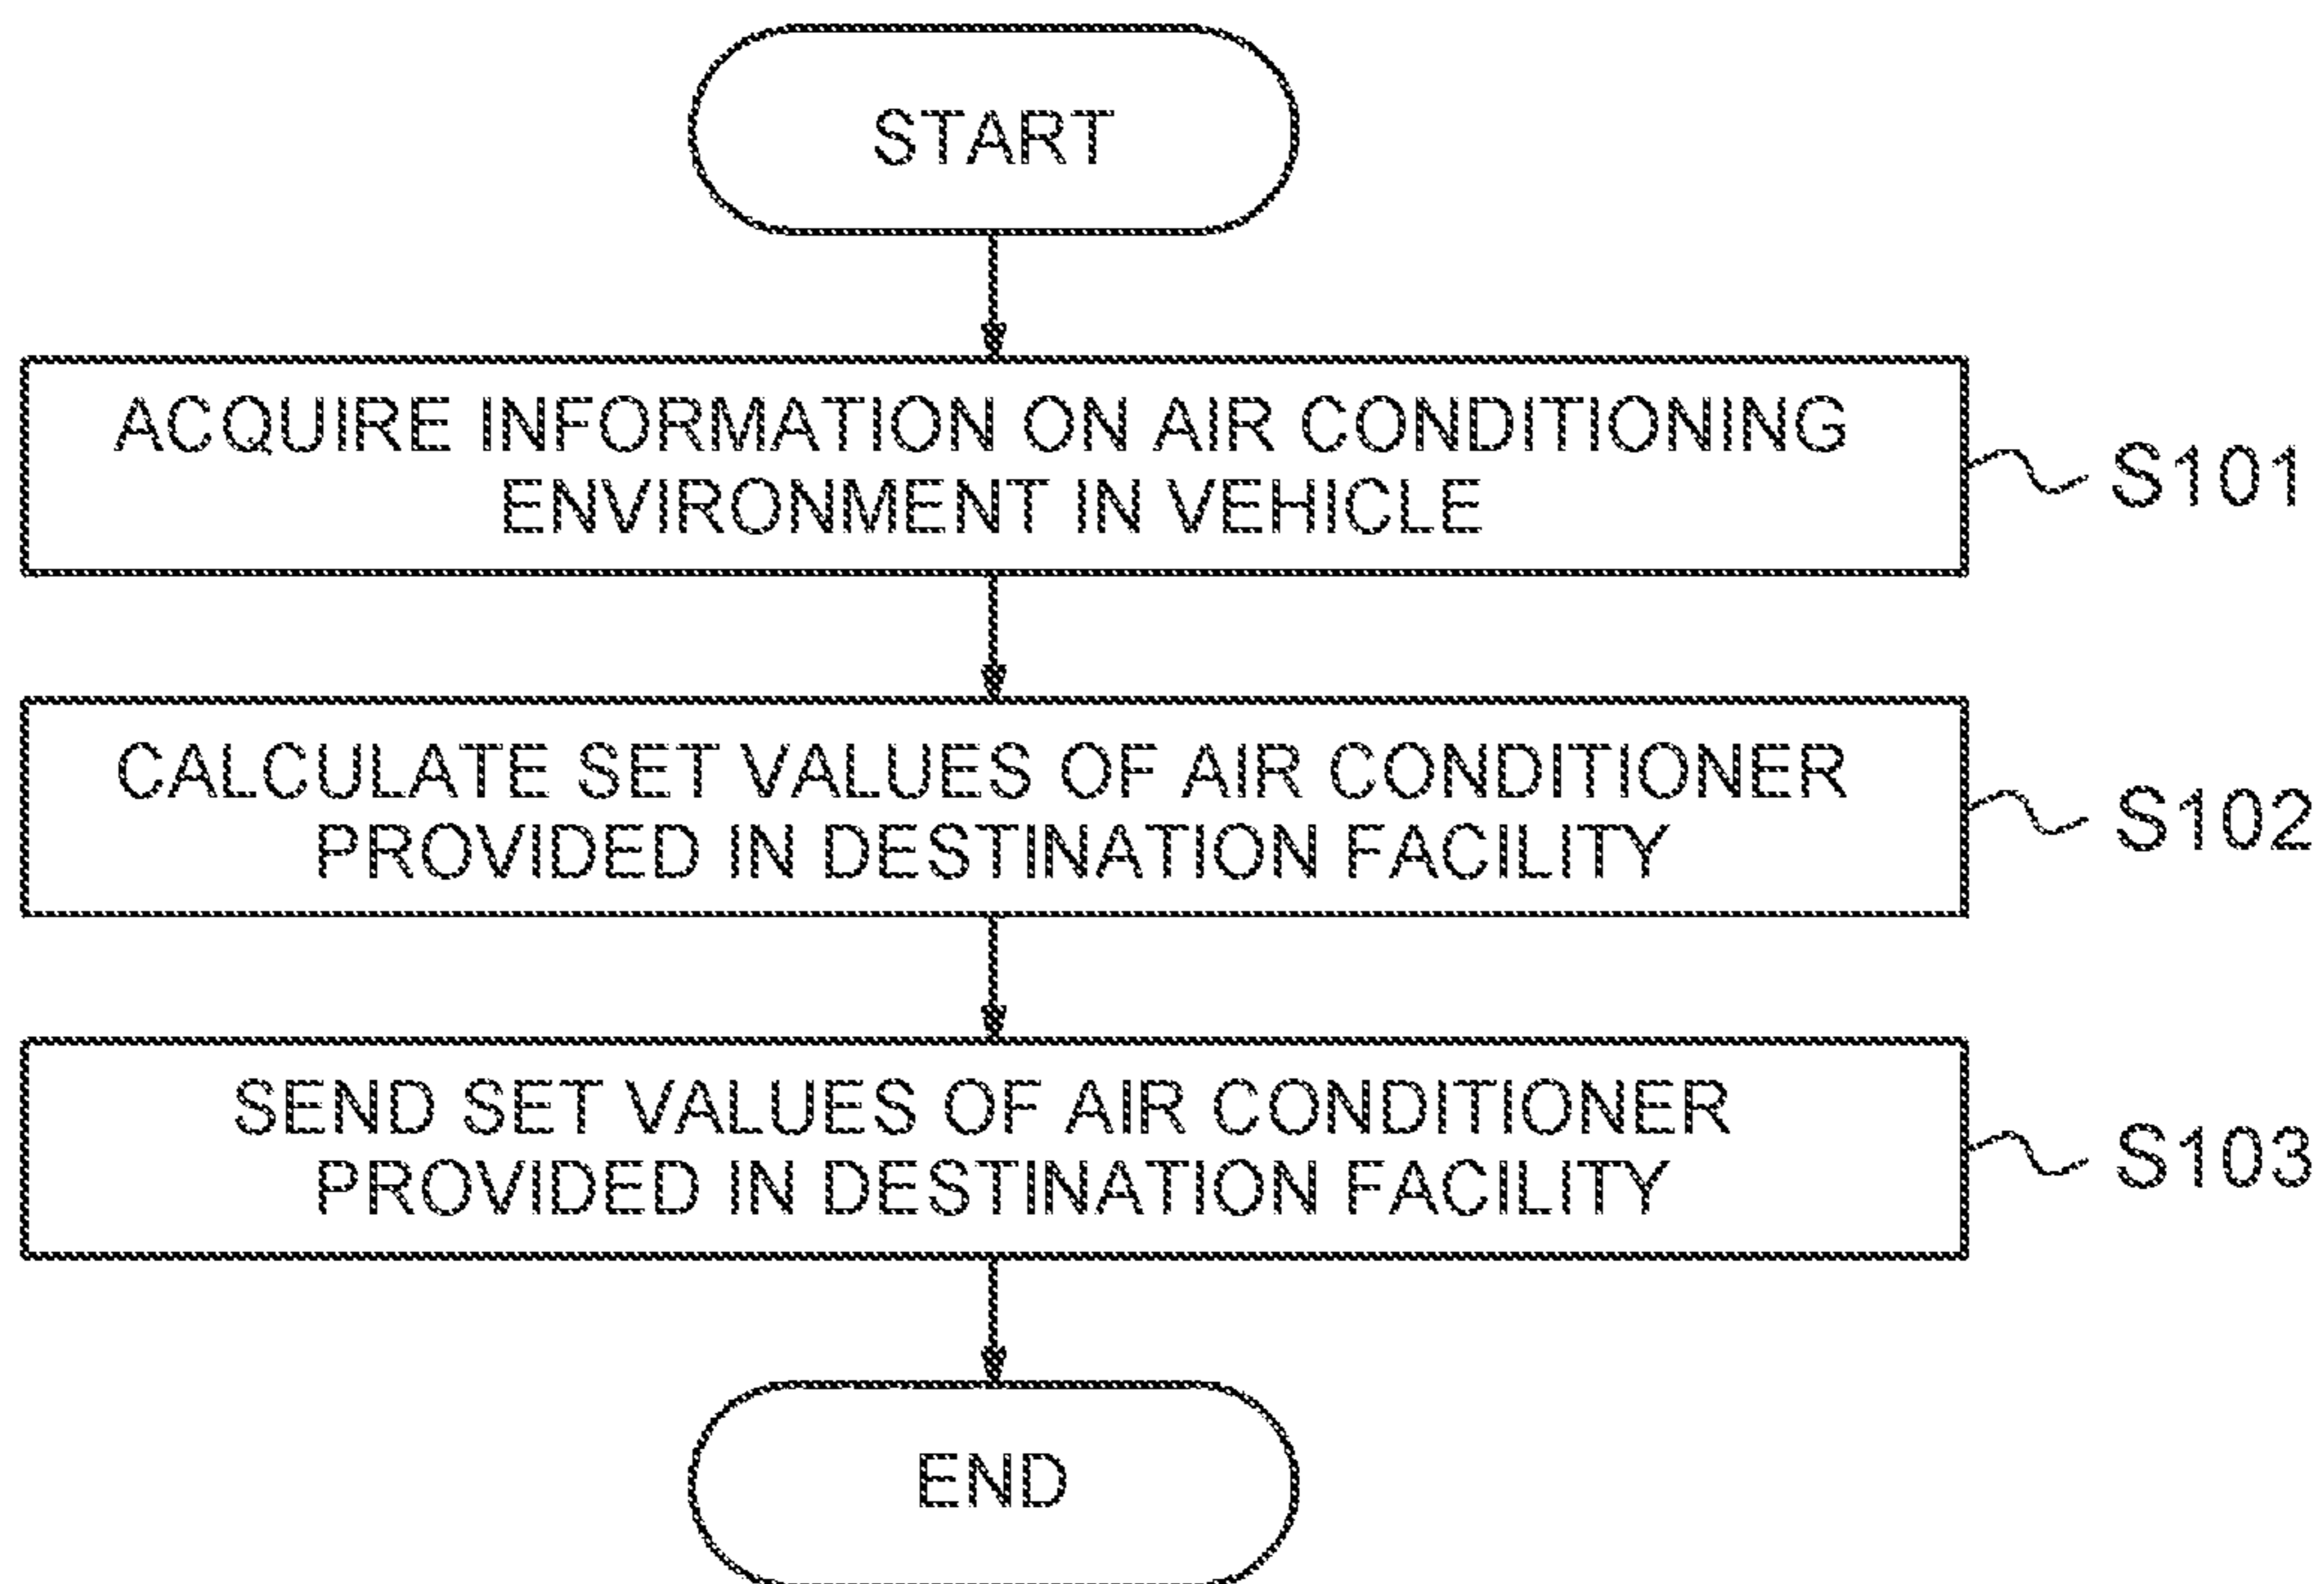 START
ACQUIRE INFORMATION ON AIR CONDITIONING
ENVIRONMENT IN VEHICLE
S101
CALCULATE SET VALUES OF AIR CONDITIONER
PROVIDED IN DESTINATION FACILITY
S102
SEND SET VALUES OF AIR CONDITIONER
PROVIDED IN DESTINATION FACILITY
S103
END